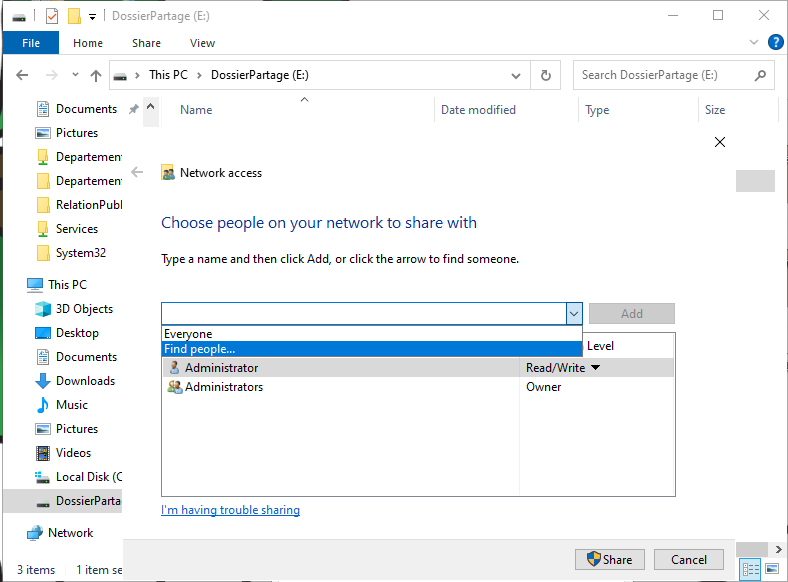 DossierPartage (E:)
File Home Share View
This PC DossierPartage (E:) Search DossierPartage (E:)
Name Date modified Type Size
Documents
Pictures
Departemen
Departemen
RelationPubl
Services
System32
This PC
3D Objects
Desktop
Documents
Downloads
Music
Pictures
Videos
Local Disk (C
DossierParta
Network
3 items 1 item se
Network access
Choose people on your network to share with
Type a name and then click Add, or click the arrow to find someone.
Add
Everyone
Find people...
Level
Administrator Read/Write
Administrators Owner
I'm having trouble sharing
Share Cancel